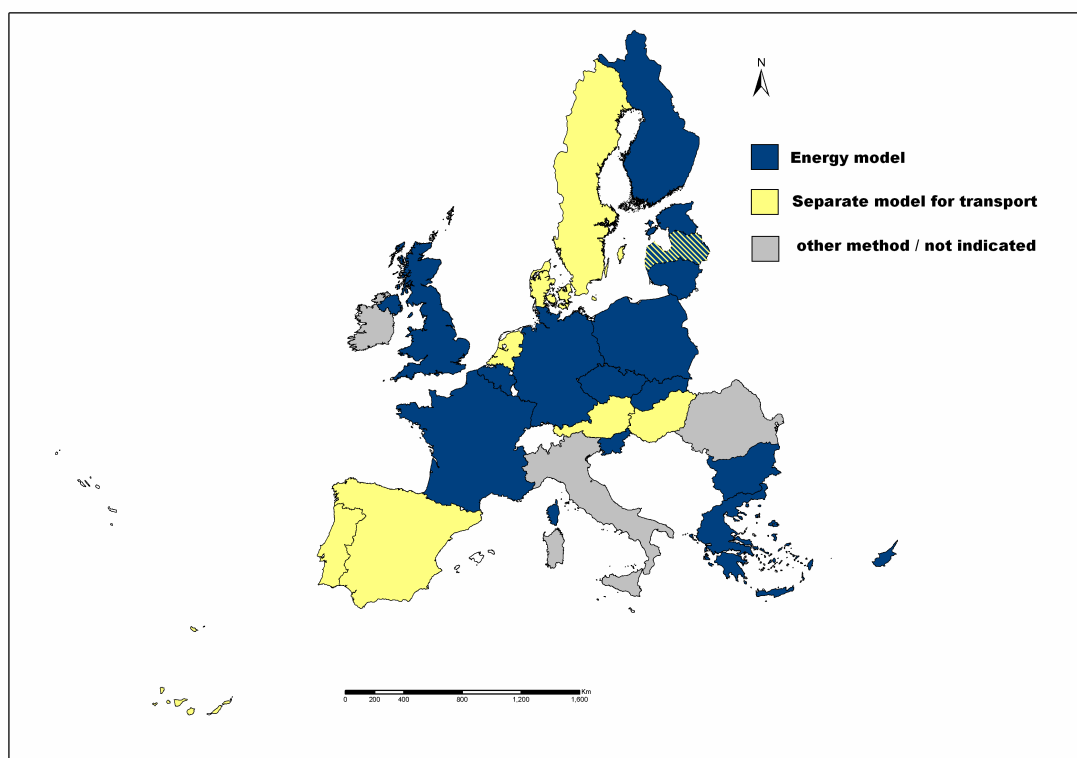 N
Energy model
Separate model for transport
other method / not indicated
Km
0 200 400 800 1,200 1,600